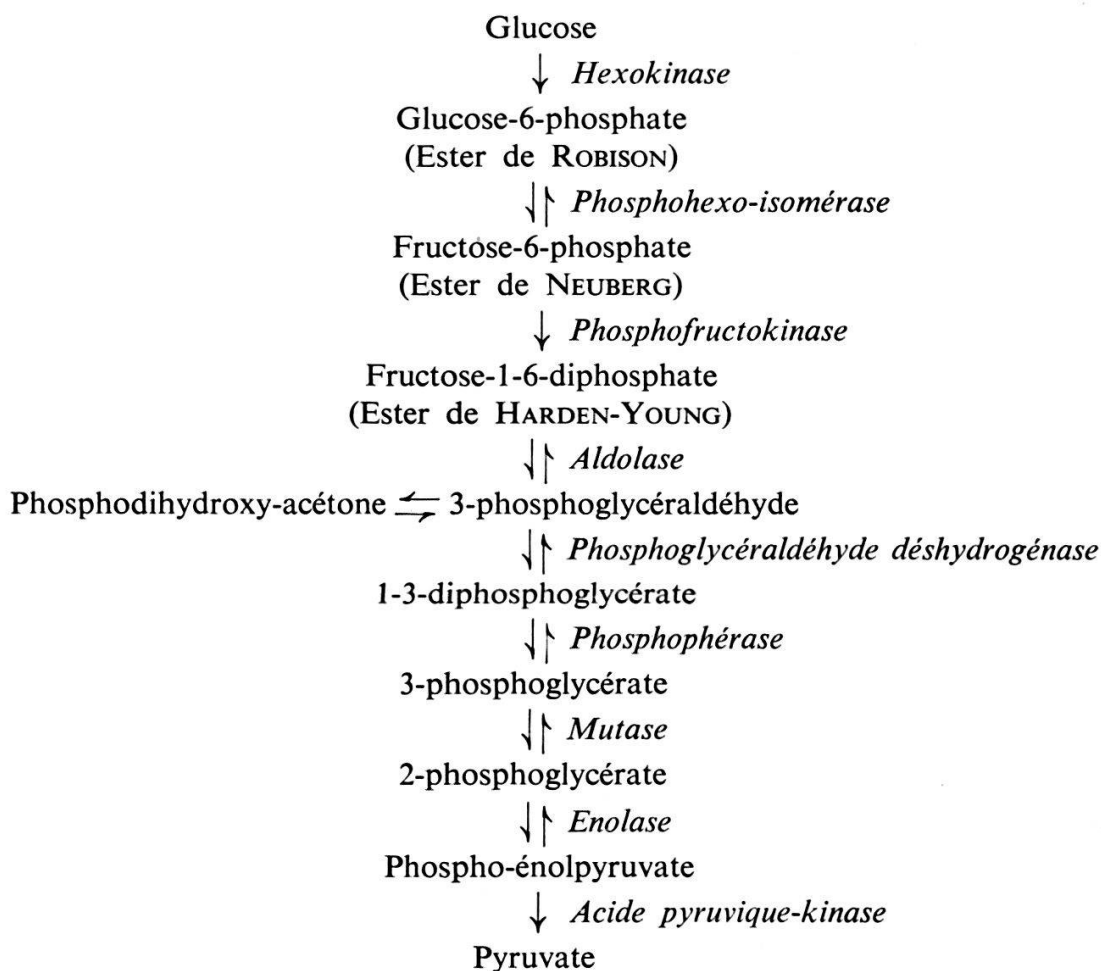 Glucose
Hexokinase
Glucose-6-phosphate
(Ester de ROBISON)
Phosphohexo-isomérase
Fructose-6-phosphate
(Ester de NEUBERG)
Phosphofructokinase
Fructose-1-6-diphosphate
(Ester de HARDEN-YOUNG)
Aldolase
Phosphodihydroxy-acétone ⇆ 3-phosphoglycéraldéhyde
Phosphoglycéraldéhyde déshydrogénase
1-3-diphosphoglycérate
Phosphophérase
3-phosphoglycérate
Mutase
2-phosphoglycérate
Enolase
Phospho-énolpyruvate
Acide pyruvique-kinase
Pyruvate